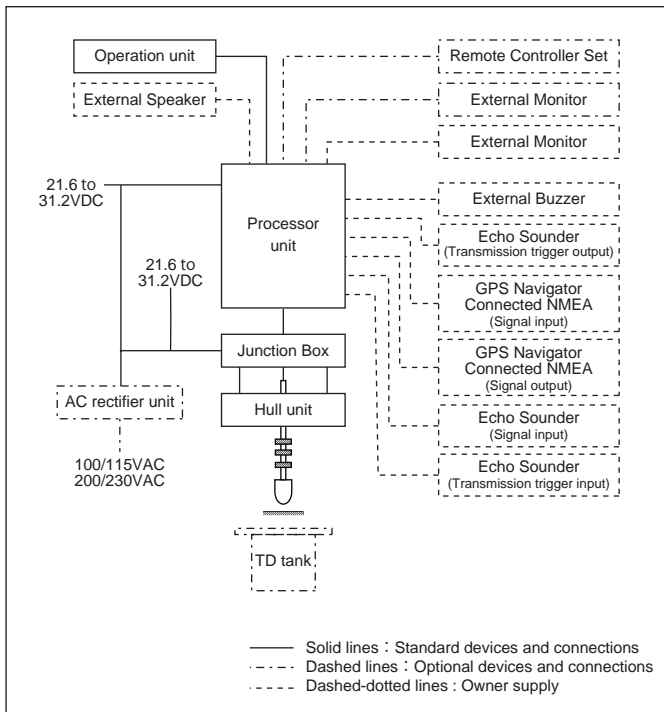 Operation unit
External Speaker
Remote Controller Set
External Monitor
External Monitor
21.6 to
31.2VDC
Processor
unit
External Buzzer
Echo Sounder
(Transmission trigger output)
21.6 to
31.2VDC
GPS Navigator
Connected NMEA
(Signal input)
Junction Box
GPS Navigator
Connected NMEA
(Signal output)
AC rectifier unit
Hull unit
Echo Sounder
(Signal input)
100/115VAC
200/230VAC
Echo Sounder
(Transmission trigger input)
TD tank
Solid lines : Standard devices and connections
Dashed lines : Optional devices and connections
Dashed-dotted lines : Owner supply